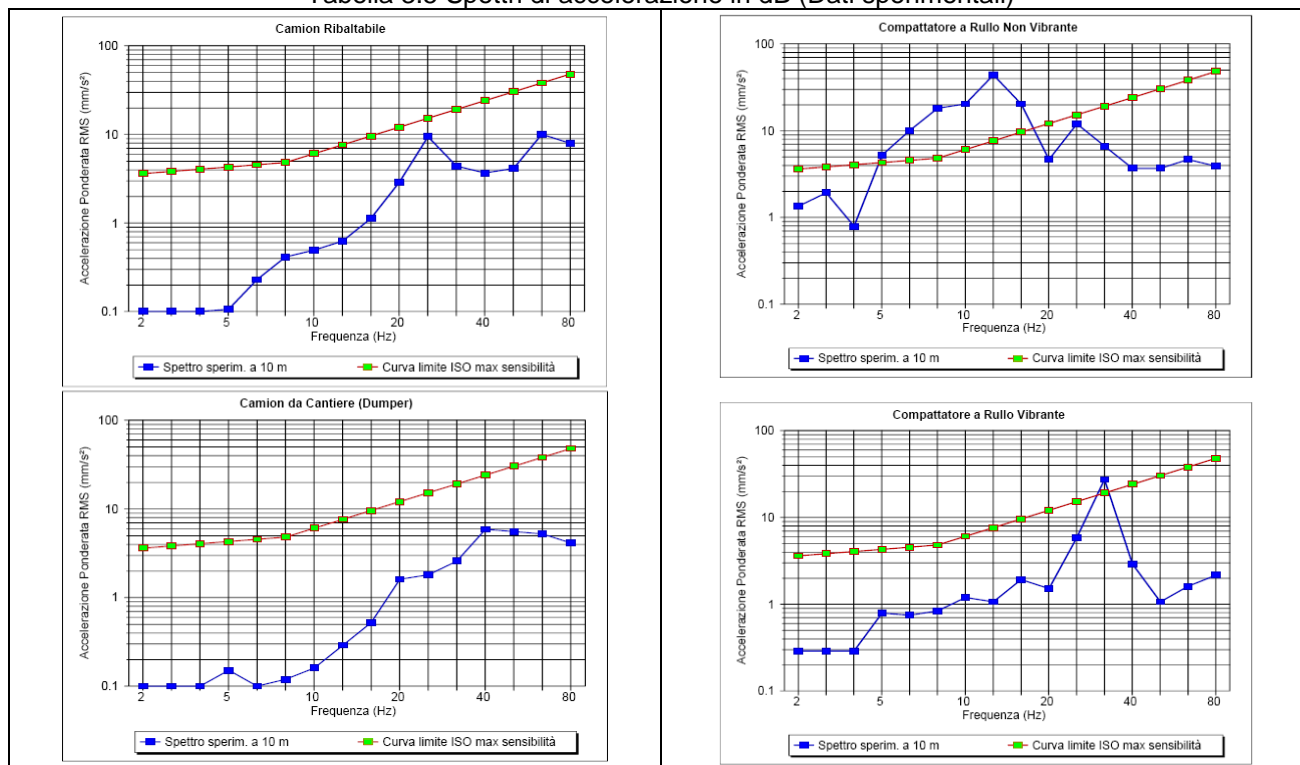 Tabella Spettri di accelerazione in dB (Dati sperimentali)
Camion Ribaltabile
Accelerazione Ponderata RMS (mm/s²)
100
10
1
0.1
2 5 10 20 40 80
Frequenza (Hz)
Spettro sperim. a 10 m Curva limite ISO max sensibilità
Compattatore a Rullo Non Vibrante
Accelerazione Ponderata RMS (mm/s²)
100
10
1
0.1
2 5 10 20 40 80
Frequenza (Hz)
Spettro sperim. a 10 m Curva limite ISO max sensibilità
Camion da Cantiere (Dumper)
Accelerazione Ponderata RMS (mm/s²)
100
10
1
0.1
2 5 10 20 40 80
Frequenza (Hz)
Spettro sperim. a 10 m Curva limite ISO max sensibilità
Compattatore a Rullo Vibrante
Accelerazione Ponderata RMS (mm/s²)
100
10
1
0.1
2 5 10 20 40 80
Frequenza (Hz)
Spettro sperim. a 10 m Curva limite ISO max sensibilità